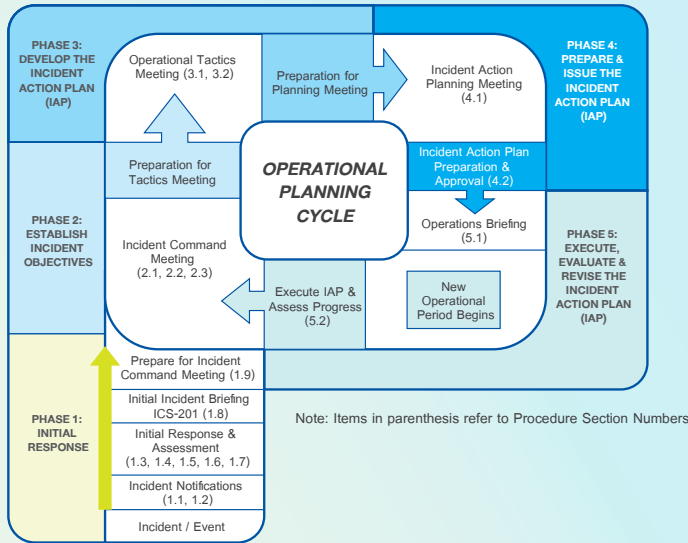 PHASE 3:
DEVELOP THE
INCIDENT
ACTION PLAN
(IAP)
Operational Tactics
Meeting (3.1, 3.2)
Preparation for
Planning Meeting
Incident Action
Planning Meeting
(4.1)
PHASE 4:
PREPARE &
ISSUE THE
INCIDENT
ACTION PLAN
(IAP)
Preparation for
Tactics Meeting
OPERATIONAL
PLANNING
CYCLE
Incident Action Plan
Preparation &
Approval (4.2)
PHASE 2:
ESTABLISH
INCIDENT
OBJECTIVES
Incident Command
Meeting
(2.1, 2.2, 2.3)
Operations Briefing
(5.1)
PHASE 5:
EXECUTE,
EVALUATE &
REVISE THE
INCIDENT
ACTION PLAN
(IAP)
Execute IAP &
Assess Progress
(5.2)
New
Operational
Period Begins
PHASE 1:
INITIAL
RESPONSE
Prepare for Incident
Command Meeting (1.9)
Initial Incident Briefing
ICS-201 (1.8)
Initial Response &
Assessment
(1.3, 1.4, 1.5, 1.6, 1.7)
Incident Notifications
(1.1, 1.2)
Incident / Event
Note: Items in parenthesis refer to Procedure Section Numbers